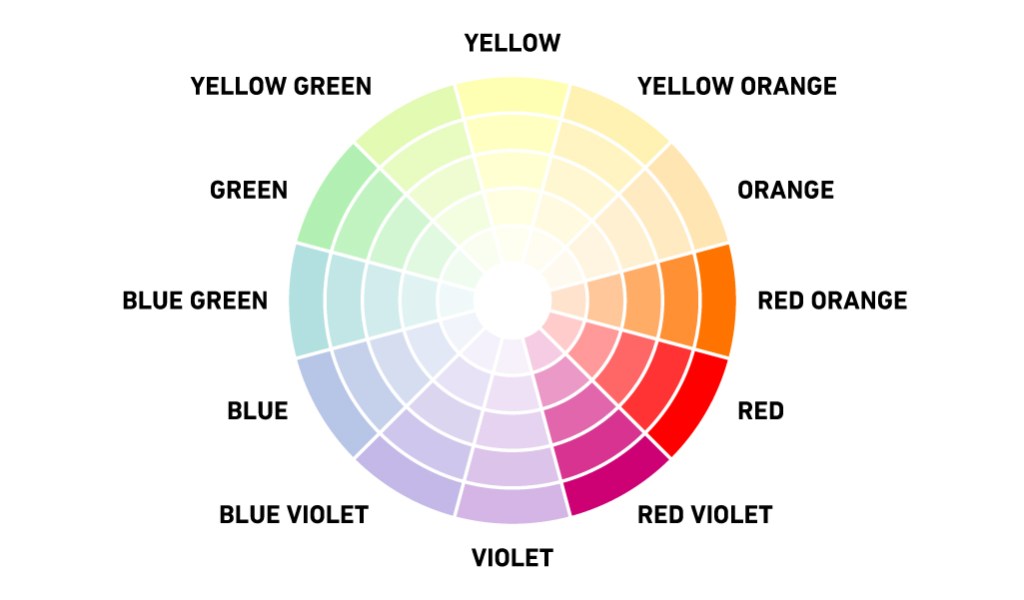 YELLOW
YELLOW GREEN
YELLOW ORANGE
GREEN
ORANGE
BLUE GREEN
RED ORANGE
BLUE
RED
BLUE VIOLET
RED VIOLET
VIOLET